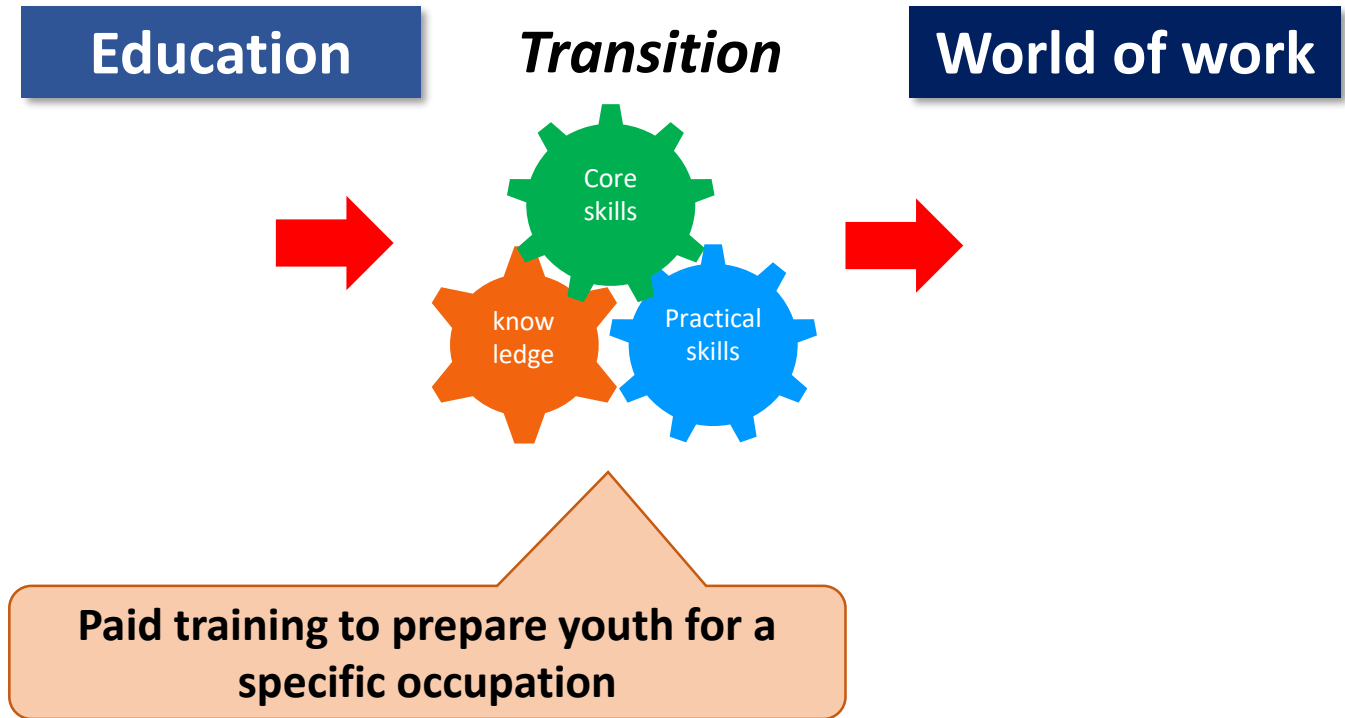 Education
Transition
World of work
Core
skills
know
ledge
Practical
skills
Paid training to prepare youth for a
specific occupation